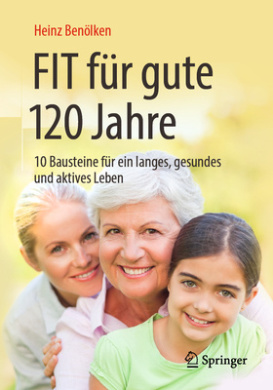 Heinz Benölken
FIT für gute
120 Jahre
10 Bausteine für ein langes, gesundes
und aktives Leben
Springer